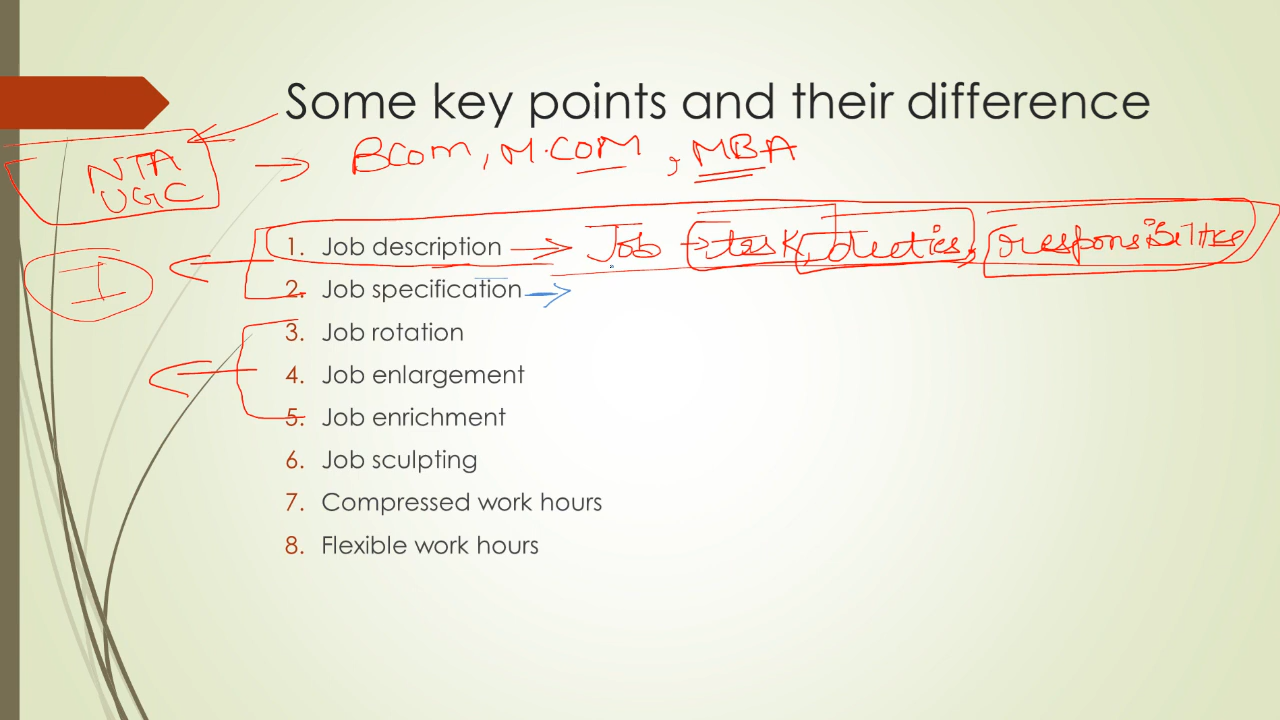 Some key points and their difference
NTA
UGC → BCom, M.COM, MBA
1. Job description → Job → task, duties, responsibilities
I
2. Job specification →
3. Job rotation
4. Job enlargement
5. Job enrichment
6. Job sculpting
7. Compressed work hours
8. Flexible work hours